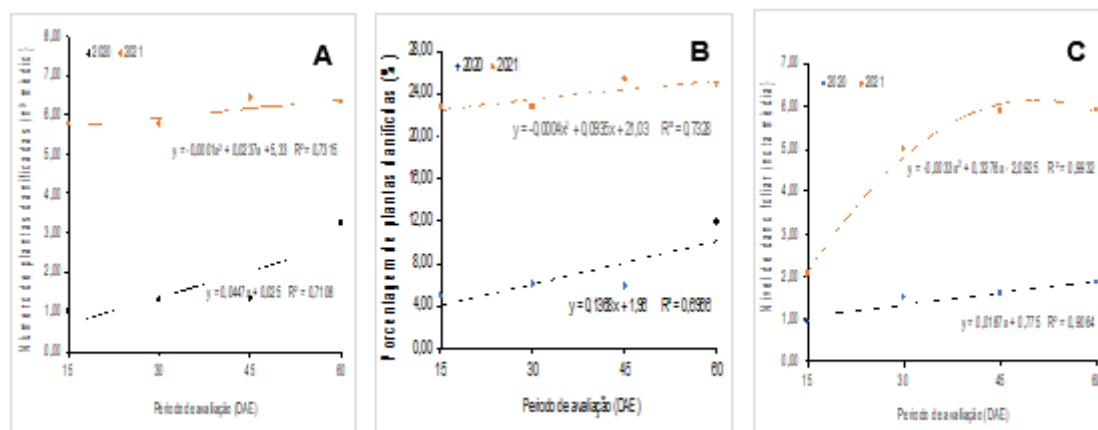 A
2020 2021
Número de plantas danificadas (nº médio)
8,00
7,00
6,00
5,00
4,00
3,00
2,00
1,00
0,00
y = -0,0001x² + 0,0237x + 5,33 R² = 0,7315
y = 0,0447x + 0,025 R² = 0,7108
15 30 45 60
Período de avaliação (DAE)
B
2020 2021
Porcentagem de plantas danificadas (%)
28,00
24,00
20,00
16,00
12,00
8,00
4,00
0,00
y = -0,0004x² + 0,0935x + 21,03 R² = 0,7328
y = 0,1368x + 1,98 R² = 0,6986
15 30 45 60
Período de avaliação (DAE)
C
2020 2021
Nível de dano foliar (nota média)
7,00
6,00
5,00
4,00
3,00
2,00
1,00
0,00
y = -0,0033x² + 0,3276x - 2,0625 R² = 0,9932
y = 0,0187x + 0,775 R² = 0,9064
15 30 45 60
Período de avaliação (DAE)